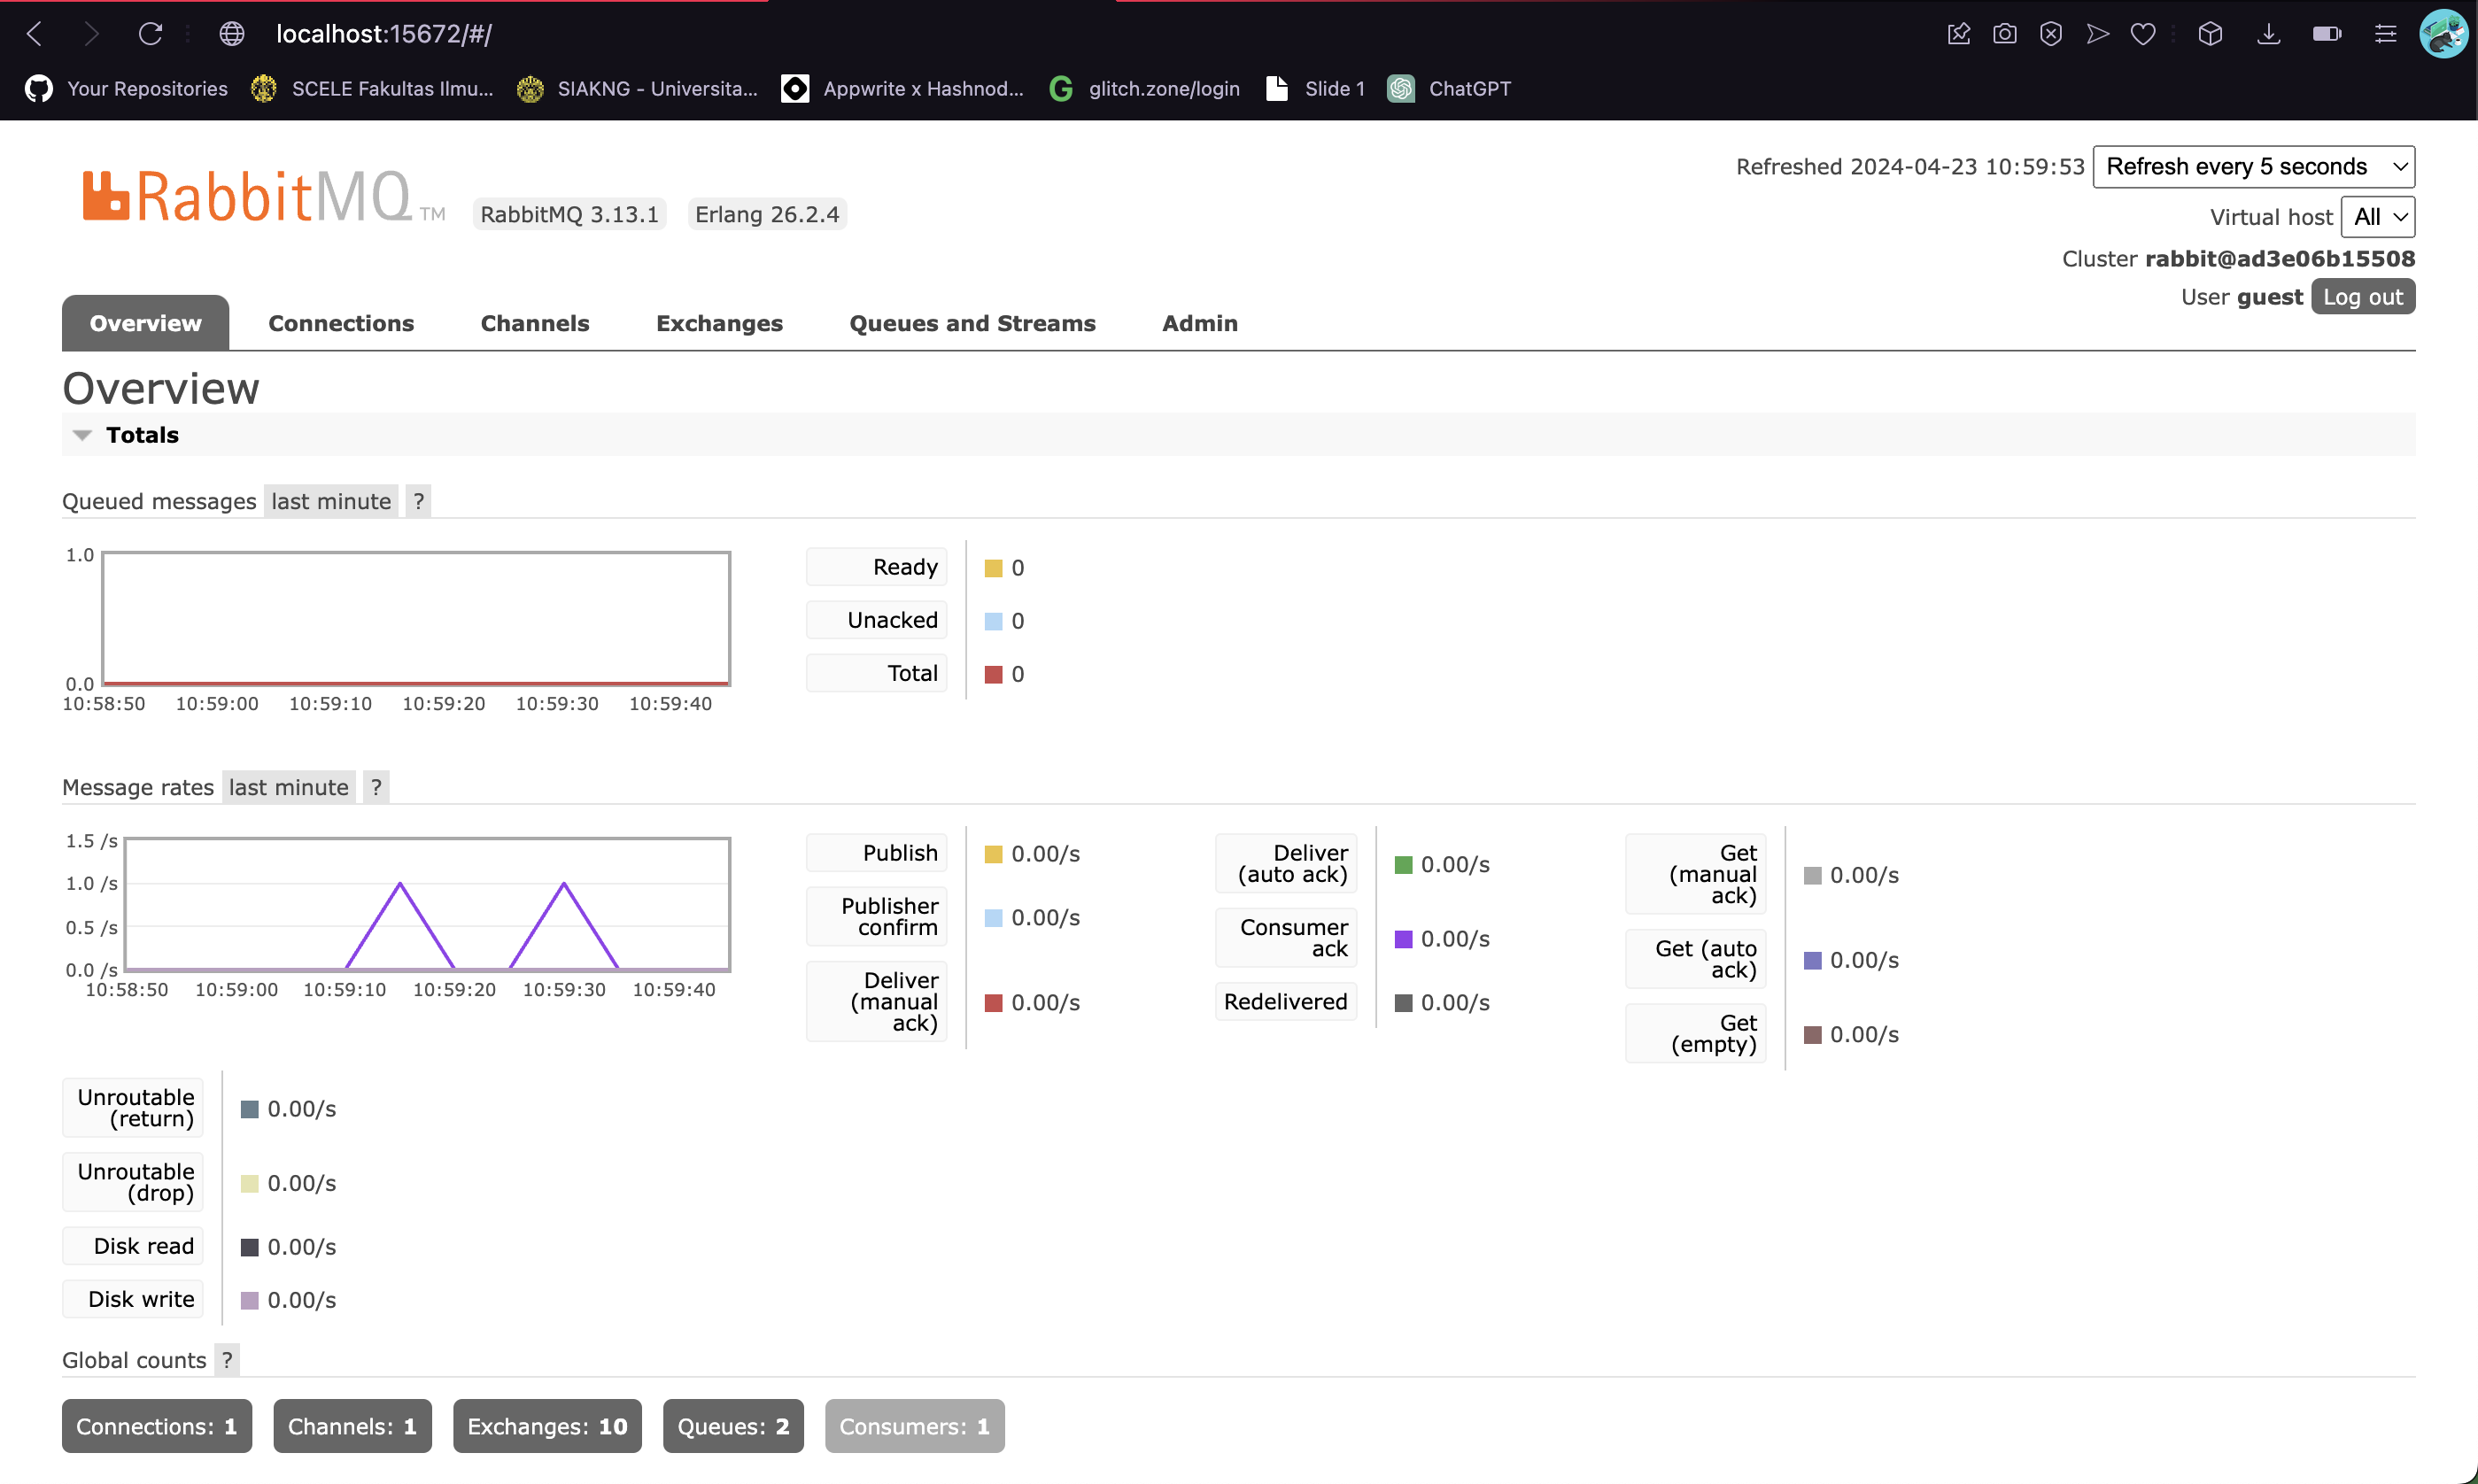 localhost:15672/#/
Your Repositories
SCELE Fakultas Ilmu...
SIAKNG - Universita...
Appwrite x Hashnod...
G glitch.zone/login
Slide 1
ChatGPT
RabbitMQ TM
RabbitMQ 3.13.1
Erlang 26.2.4
Refreshed 2024-04-23 10:59:53 Refresh every 5 seconds
Virtual host All
Cluster rabbit@ad3e06b15508
User guest Log out
Overview Connections Channels Exchanges Queues and Streams Admin
Overview
Totals
Queued messages last minute ?
1.0
0.0
10:58:50 10:59:00 10:59:10 10:59:20 10:59:30 10:59:40
Ready 0
Unacked 0
Total 0
Message rates last minute ?
1.5 /s
1.0 /s
0.5 /s
0.0 /s
10:58:50 10:59:00 10:59:10 10:59:20 10:59:30 10:59:40
Publish 0.00/s
Publisher
confirm 0.00/s
Deliver
(manual 0.00/s
ack)
Deliver
(auto ack) 0.00/s
Consumer
ack 0.00/s
Redelivered 0.00/s
Get
(manual 0.00/s
ack)
Get (auto
ack) 0.00/s
Get
(empty) 0.00/s
Unroutable
(return) 0.00/s
Unroutable
(drop) 0.00/s
Disk read 0.00/s
Disk write 0.00/s
Global counts ?
Connections: 1 Channels: 1 Exchanges: 10 Queues: 2 Consumers: 1